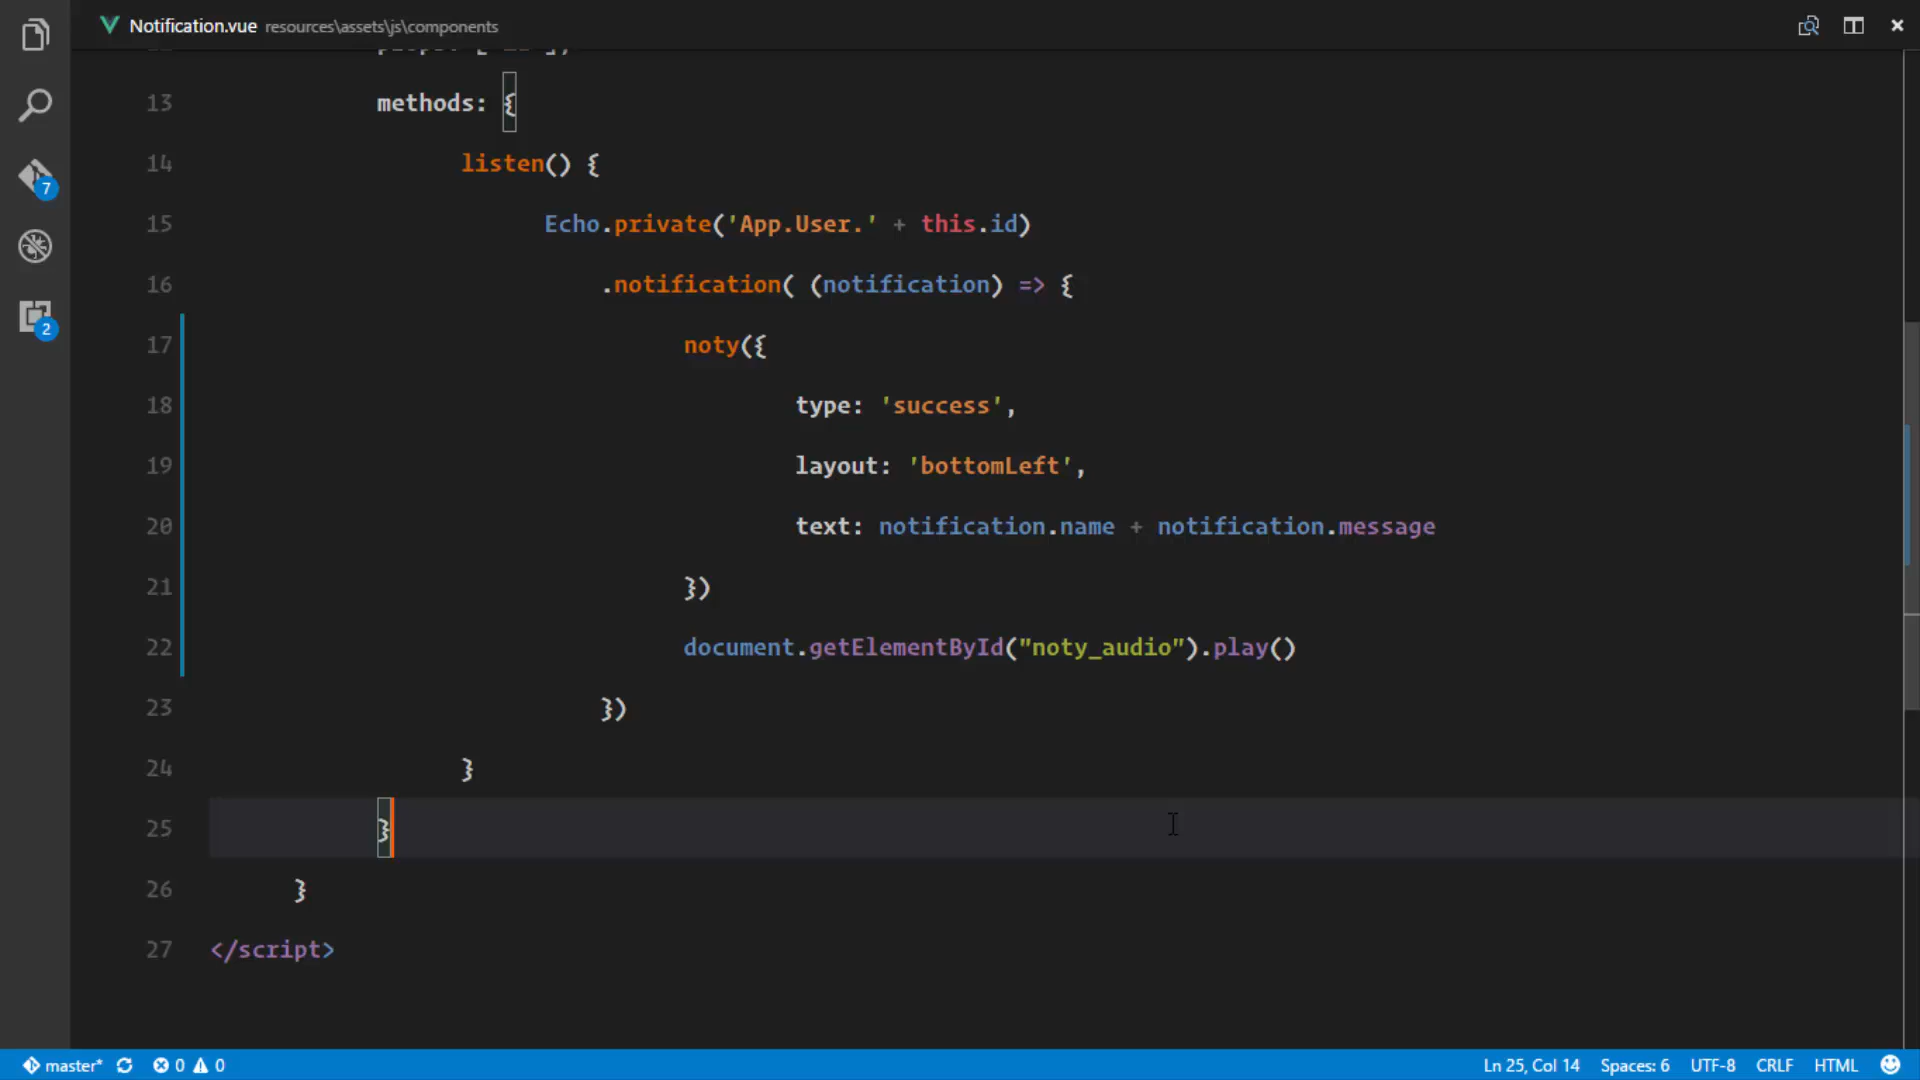 Notification.vue resources\assets\js\components
13 methods: {
14 listen() {
15 Echo.private('App.User.' + this.id)
16 .notification( (notification) => {
17 noty({
18 type: 'success',
19 layout: 'bottomLeft',
20 text: notification.name + notification.message
21 })
22 document.getElementById("noty_audio").play()
23 })
24 }
25 }
26 }
27 </script>
7
2
master* 0 0 Ln 25, Col 14 Spaces: 6 UTF-8 CRLF HTML